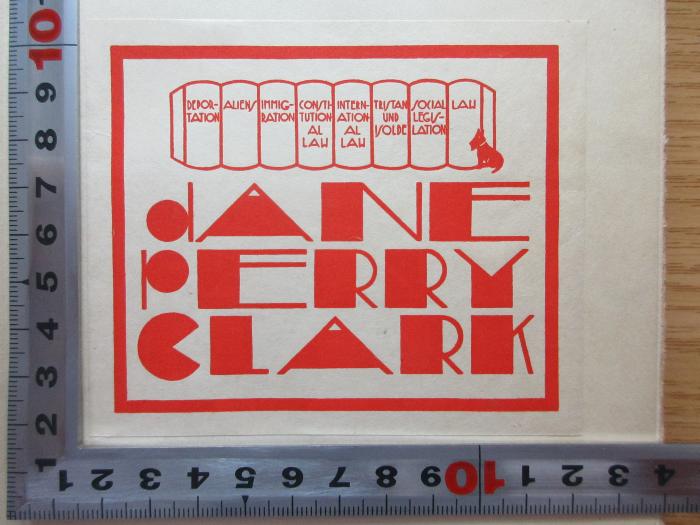 DEPOR-
TATION
ALIENS
IMMIG-
RATION
CONSTI-
TUTION-
AL
LAW
INTERN-
ATION-
AL
LAW
TRISTAN
UND
ISOLDE
SOCIAL
LEGIS-
LATION
LAW
JANE
PERRY
CLARK
10
9
8
7
6
5
4
3
2
1
1 2 3 4 5 6 7 8 9 10 1 2 3 4